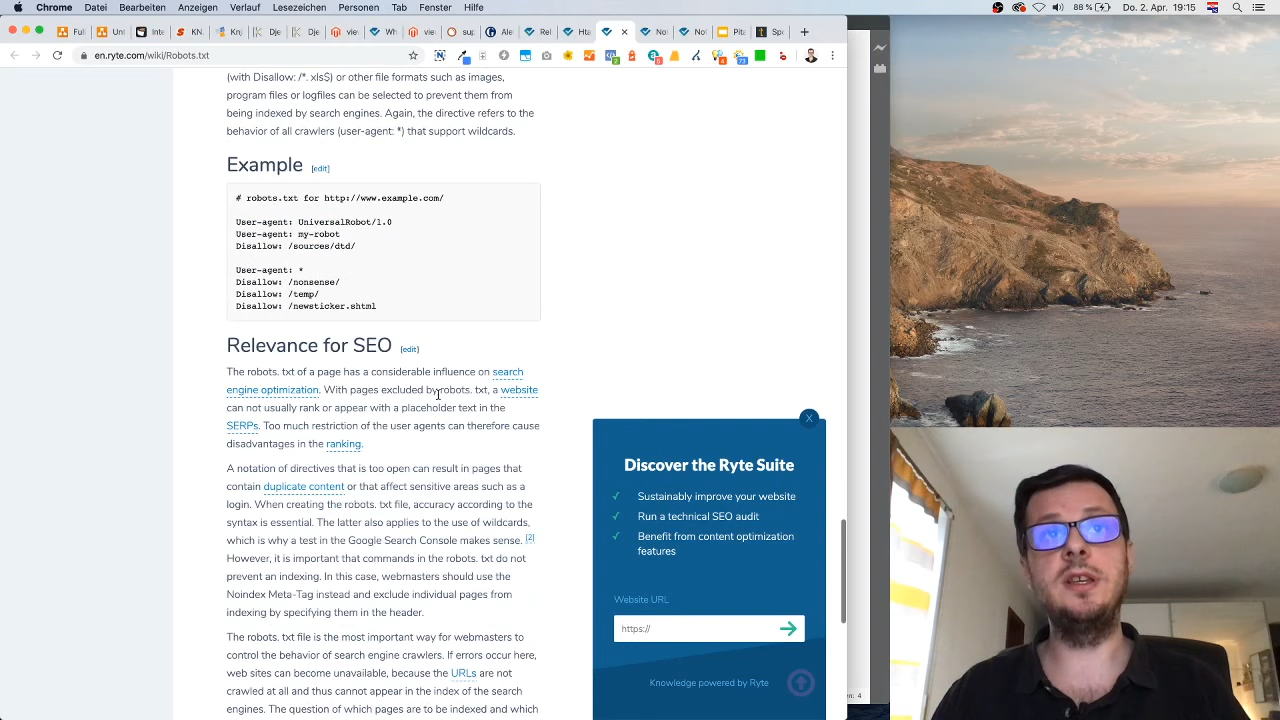 Chrome Datei Bearbeiten Anzeigen Verlauf Lesezeichen Personen Tab Fenster Hilfe
88% Do. 2. Apr. 19:15
en.ryte.com/wiki/Robots.txt
(with Disallow: /*. x/s$) or other file formats such as images,
program files or logfiles can be selected to prevent them from
being indexed by search engines. Again, the directive refers to the
behavior of all crawlers (user-agent: *) that support wildcards.
Example [edit]
# robots.txt for http://www.example.com/
User-agent: UniversalRobot/1.0
User-agent: my-robot
Disallow: /sources/dtd/
User-agent: *
Disallow: /nonsense/
Disallow: /temp/
Disallow: /newsticker.shtml
Relevance for SEO [edit]
The robots. txt of a page has a considerable influence on search
engine optimization. With pages excluded by robots. txt, a website
can not usually rank or appear with a placeholder text in the
SERPs. Too much restriction of the user agents can therefore cause
disadvantages in the ranking.
A notation of directives that is too open can result in pages that
contain duplicate content or that affect sensitive areas such as a
login. When creating the robots. txt file, accuracy according to the
syntax is essential. The latter also applies to the use of wildcards,
which is why a test in the Google Search Console makes sense. [2]
However, it is important that commands in the robots. txt do not
prevent an indexing. In this case, webmasters should use the
Noindex Meta-Tag instead and exclude individual pages from
indexing by specifying them in the header.
The robots. txt file is the most important way for webmasters to
control the behavior of search engine crawlers. If errors occur here,
web sites can become unavailable, because the URLs are not
crawled at all and cannot appear in the index of the search
engines. The question of which pages are to be indexed and which
X
Discover the Ryte Suite
✓ Sustainably improve your website
✓ Run a technical SEO audit
✓ Benefit from content optimization
features
Website URL
https://
Knowledge powered by Ryte